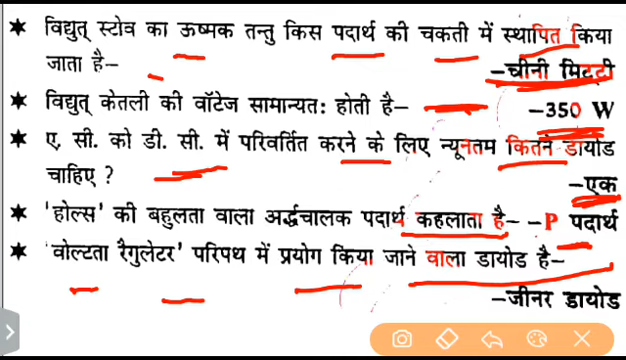 ★ विद्युत् स्टोव का ऊष्मक तन्तु किस पदार्थ की चकती में स्थापित किया
जाता है– –चीनी मिट्टी
★ विद्युत् केतली की वॉटेज सामान्यत: होती है– –350 W
★ ए. सी. को डी. सी. में परिवर्तित करने के लिए न्यूनतम कितने डायोड
चाहिए ? –एक
★ 'होल्स' की बहुलता वाला अर्द्धचालक पदार्थ कहलाता है– –P पदार्थ
★ 'वोल्टता रैगुलेटर' परिपथ में प्रयोग किया जाने वाला डायोड है–
–जीनर डायोड